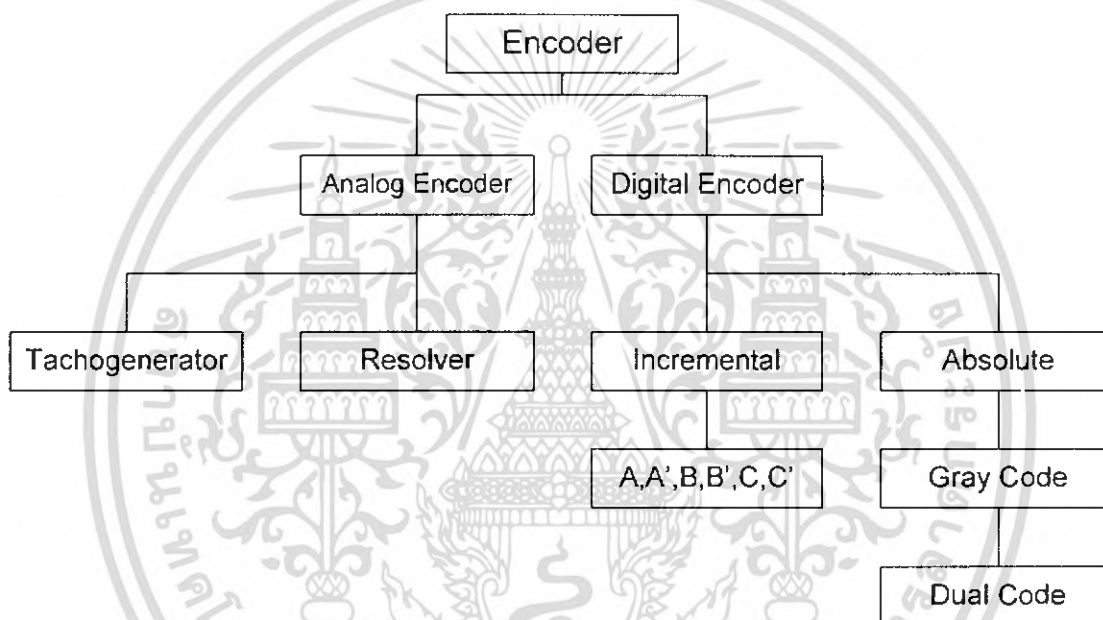 Encoder
Analog Encoder
Digital Encoder
Tachogenerator
Resolver
Incremental
Absolute
A,A',B,B',C,C'
Gray Code
Dual Code